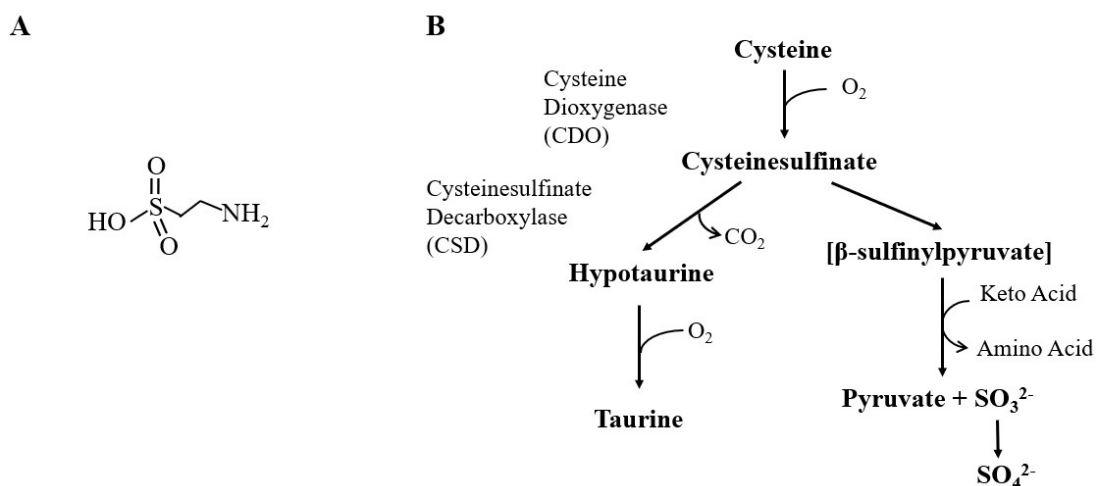 A
O
HO
S
NH₂
O
B
Cysteine
Cysteine
Dioxygenase
(CDO)
O₂
Cysteinesulfinate
Cysteinesulfinate
Decarboxylase
(CSD)
CO₂
Hypotaurine
O₂
Taurine
[β-sulfinylpyruvate]
Keto Acid
Amino Acid
Pyruvate + SO₃²⁻
SO₄²⁻